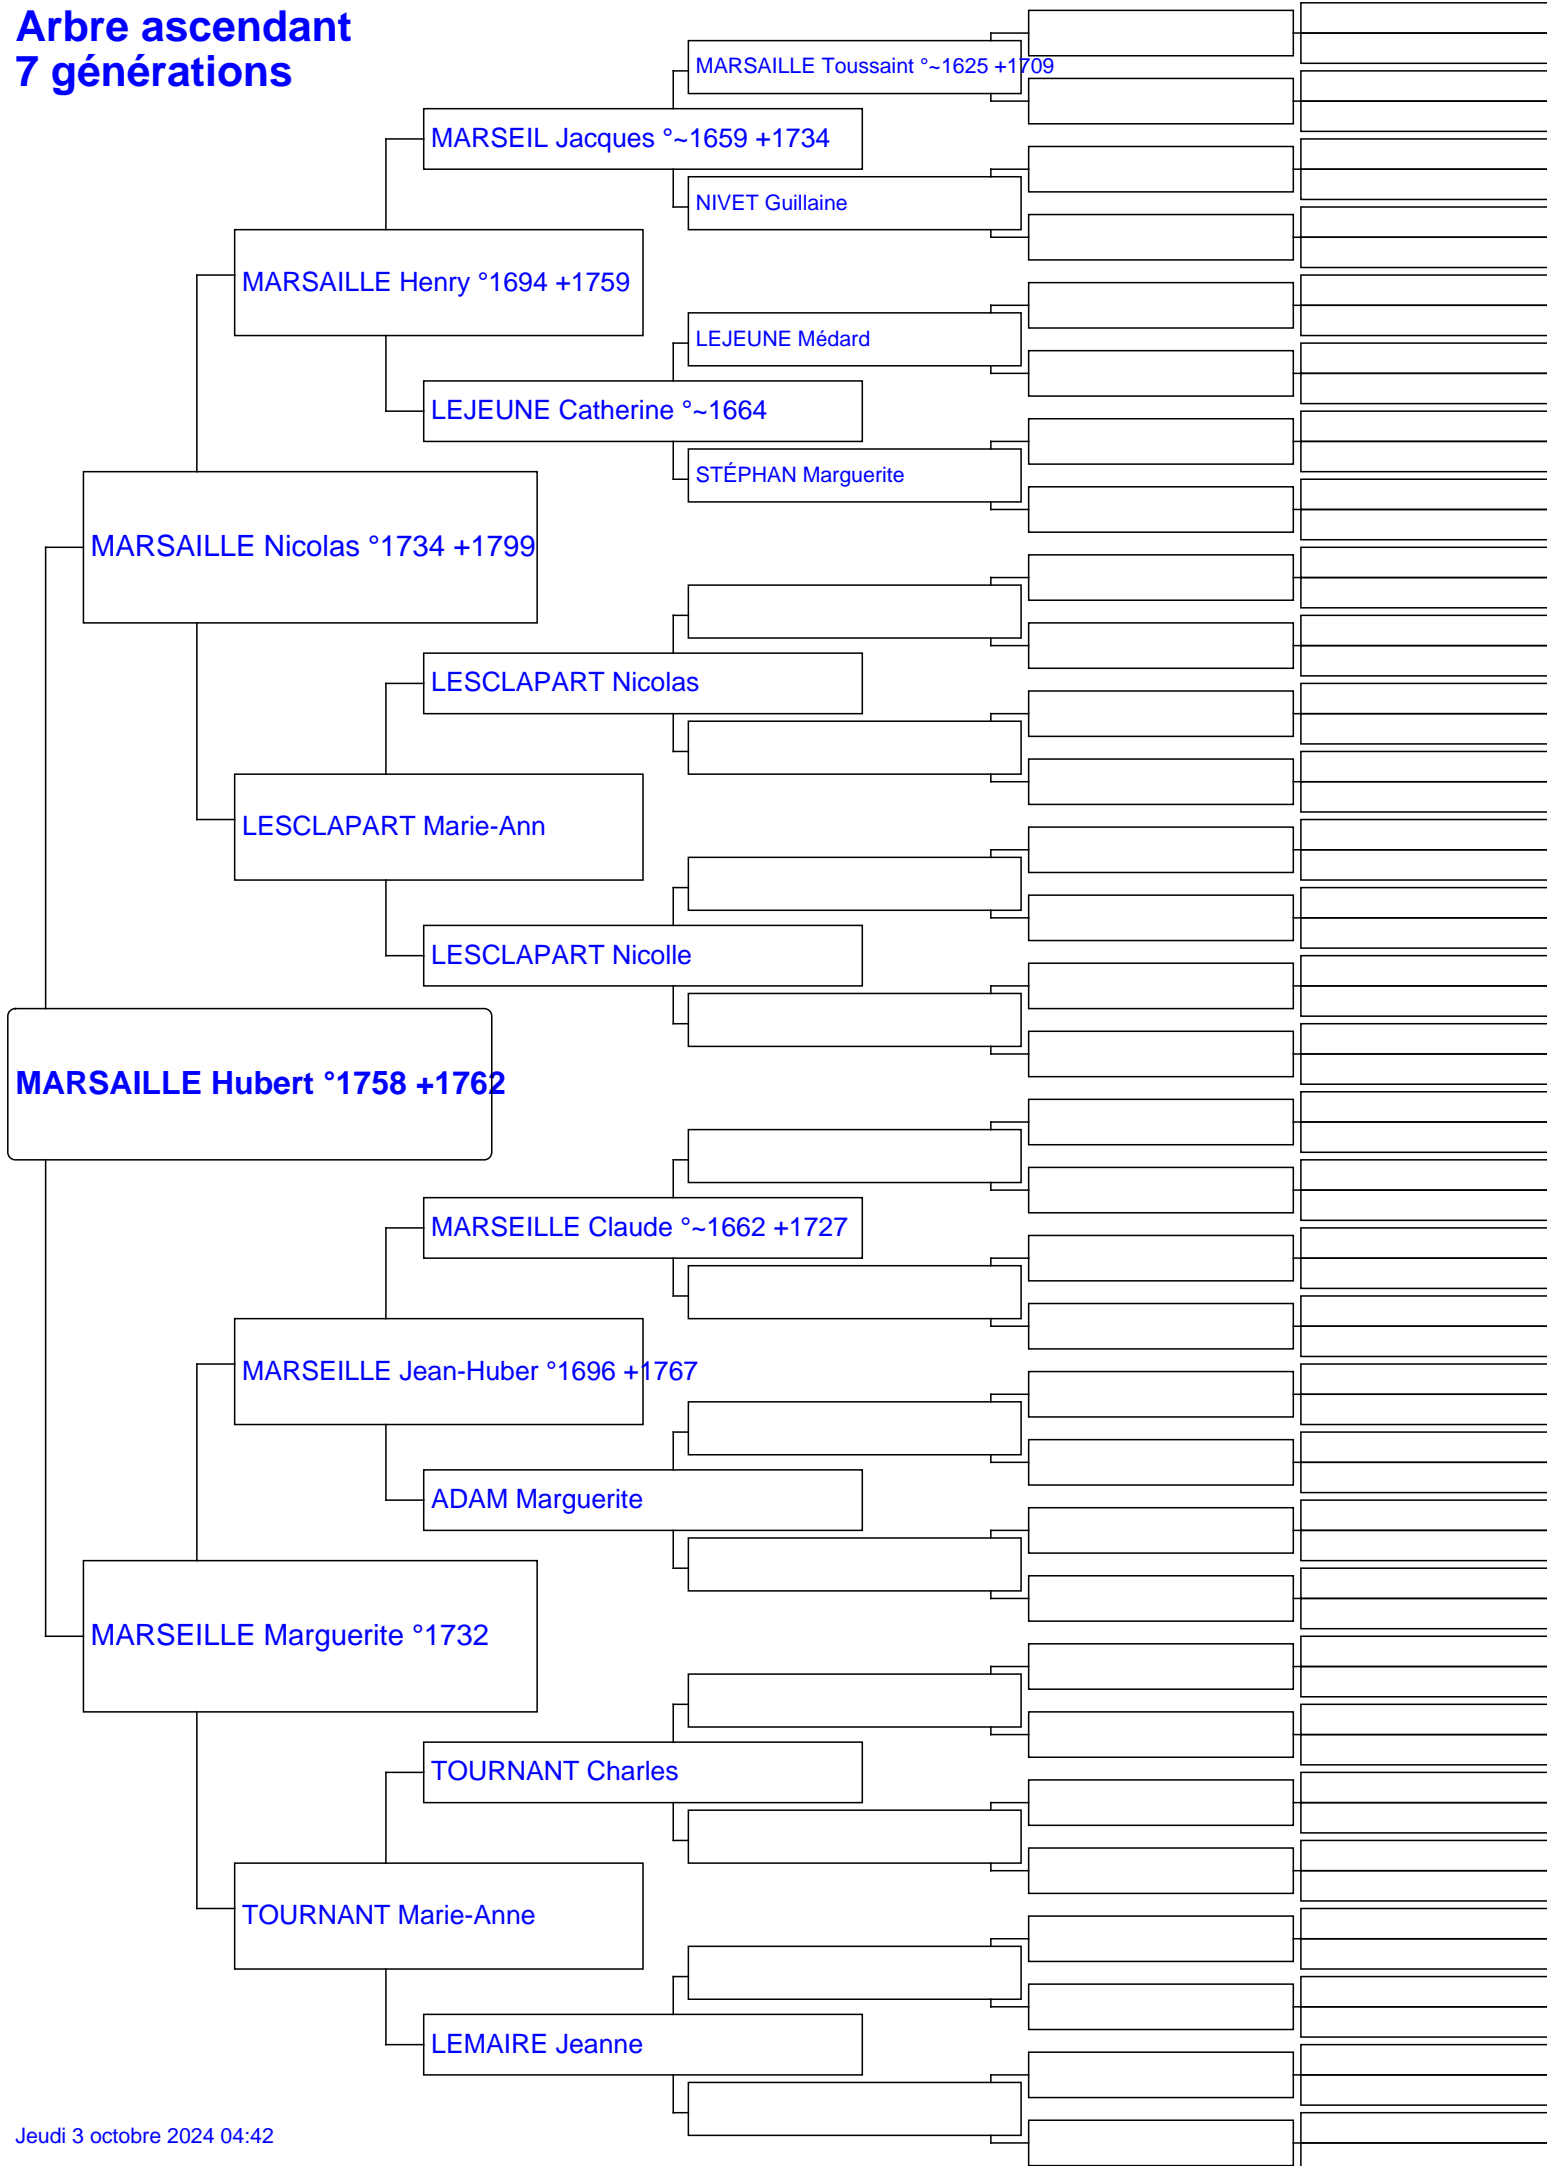 Arbre ascendant
7 générations
MARSAILLE Toussaint °~1625 +1709
MARSEIL Jacques °~1659 +1734
NIVET Guillaine
MARSAILLE Henry °1694 +1759
LEJEUNE Médard
LEJEUNE Catherine °~1664
STÉPHAN Marguerite
MARSAILLE Nicolas °1734 +1799
LESCLAPART Nicolas
LESCLAPART Marie-Ann
LESCLAPART Nicolle
MARSAILLE Hubert °1758 +1762
MARSEILLE Claude °~1662 +1727
MARSEILLE Jean-Huber °1696 +1767
ADAM Marguerite
MARSEILLE Marguerite °1732
TOURNANT Charles
TOURNANT Marie-Anne
LEMAIRE Jeanne
Jeudi 3 octobre 2024 04:42